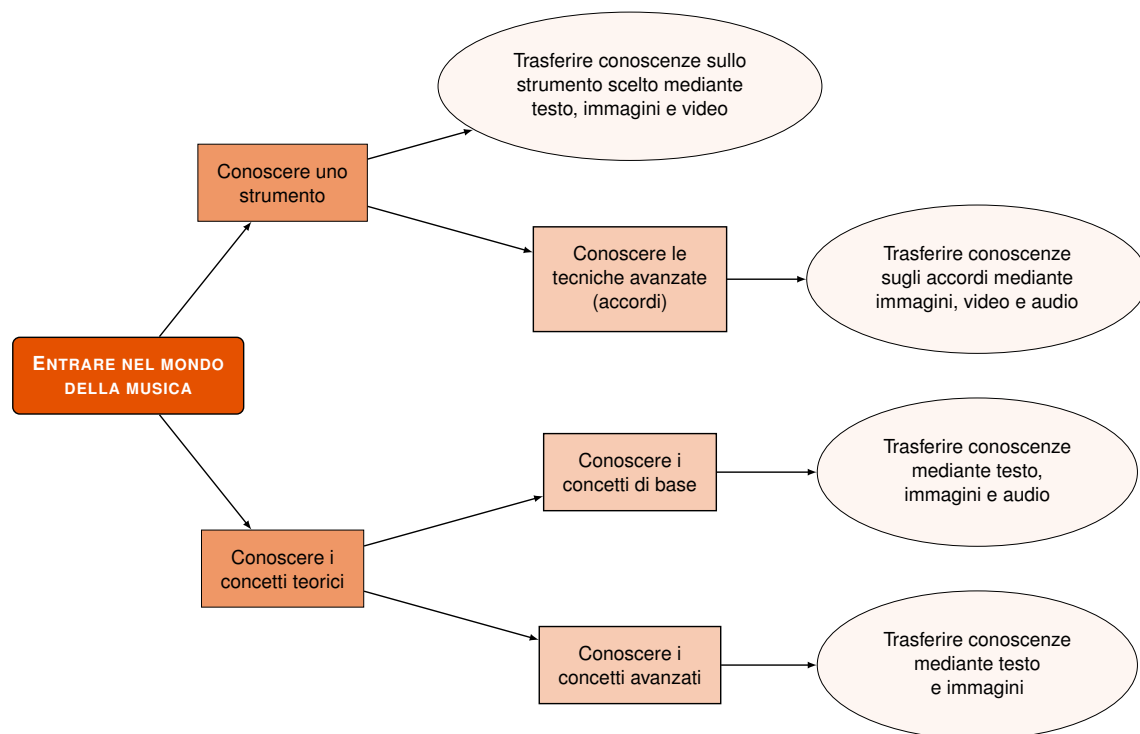 Trasferire conoscenze sullo
strumento scelto mediante
testo, immagini e video
Conoscere uno
strumento
Conoscere le
tecniche avanzate
(accordi)
Trasferire conoscenze
sugli accordi mediante
immagini, video e audio
ENTRARE NEL MONDO
DELLA MUSICA
Conoscere i
concetti di base
Trasferire conoscenze
mediante testo,
immagini e audio
Conoscere i
concetti teorici
Conoscere i
concetti avanzati
Trasferire conoscenze
mediante testo
e immagini